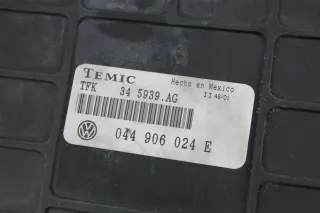 TEMIC
Hecho en Mexico
TFK 34 5939.AG
044 906 024 E